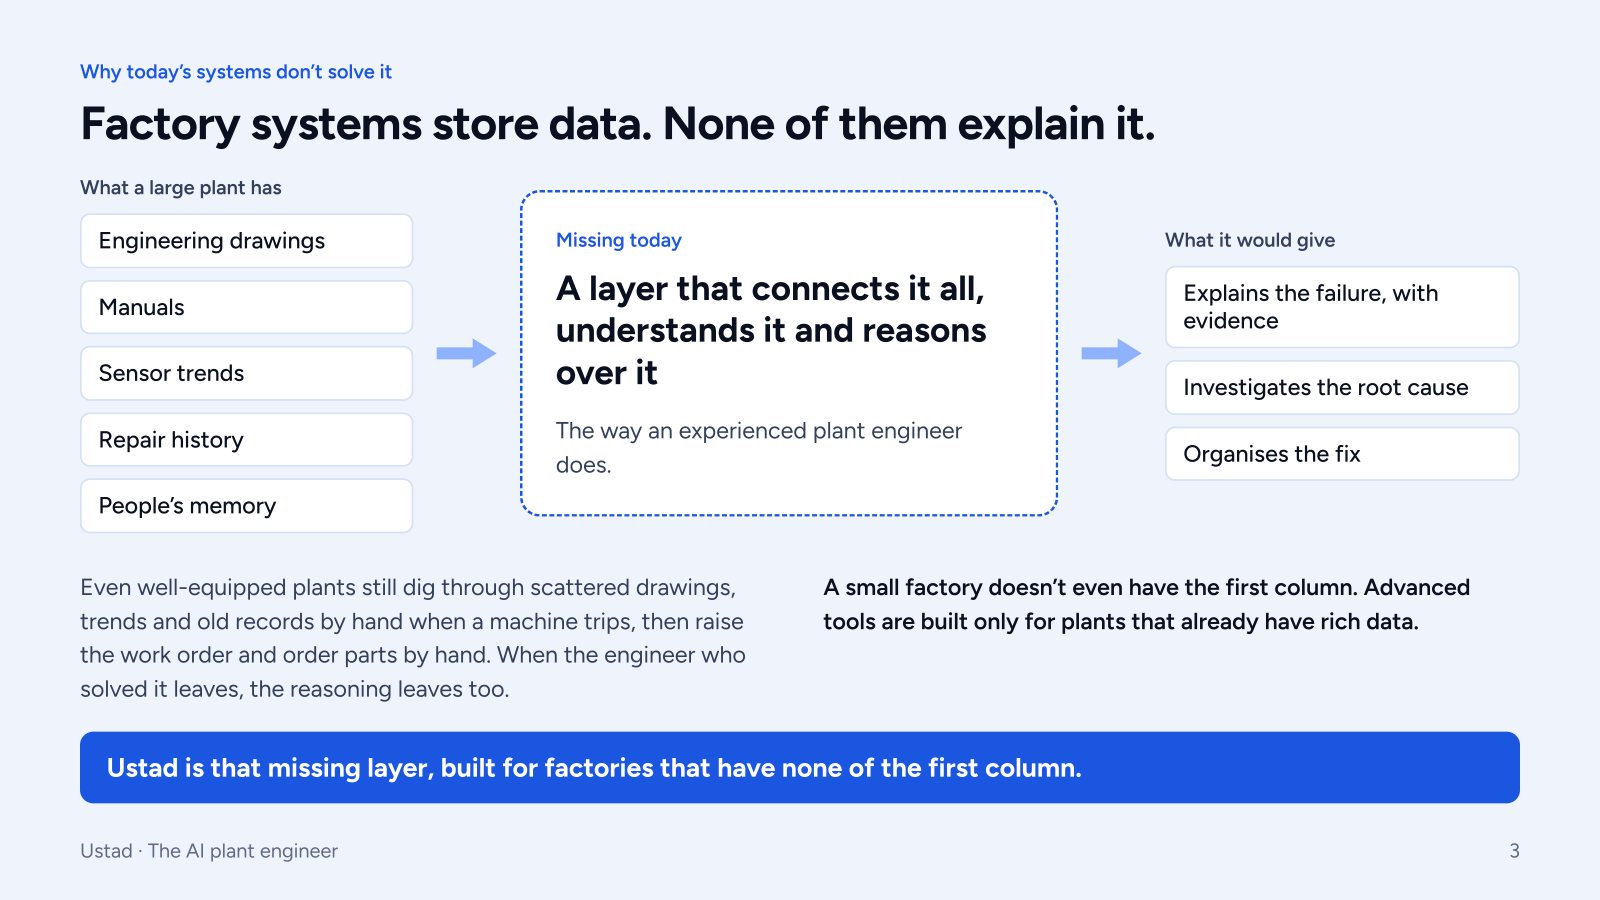 Why today’s systems don’t solve it
Factory systems store data. None of them explain it.
What a large plant has
Engineering drawings
Manuals
Sensor trends
Repair history
People’s memory
Missing today
A layer that connects it all,
understands it and reasons
over it
The way an experienced plant engineer
does.
What it would give
Explains the failure, with
evidence
Investigates the root cause
Organises the fix
Even well-equipped plants still dig through scattered drawings,
trends and old records by hand when a machine trips, then raise
the work order and order parts by hand. When the engineer who
solved it leaves, the reasoning leaves too.
A small factory doesn’t even have the first column. Advanced
tools are built only for plants that already have rich data.
Ustad is that missing layer, built for factories that have none of the first column.
Ustad · The AI plant engineer
3